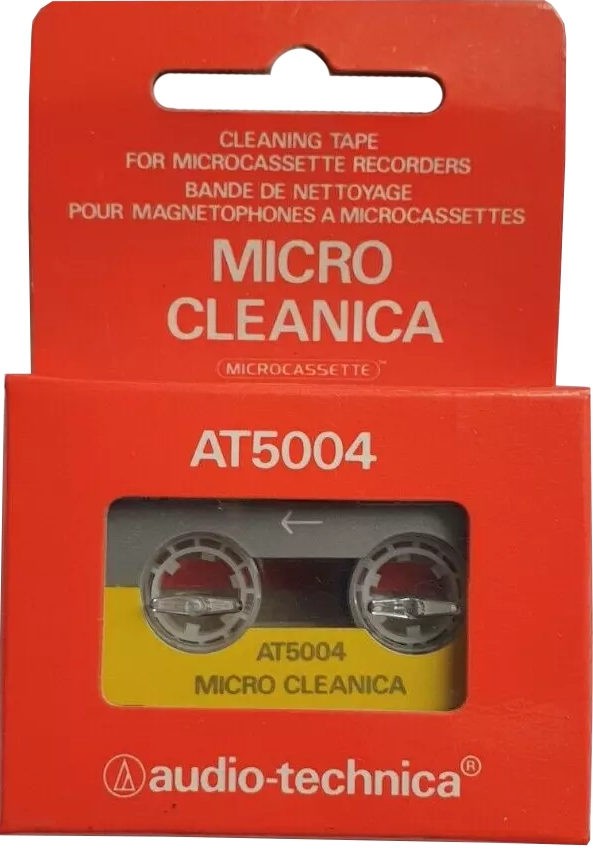 CLEANING TAPE
FOR MICROCASSETTE RECORDERS
BANDE DE NETTOYAGE
POUR MAGNETOPHONES A MICROCASSETTES
MICRO
CLEANICA
MICROCASSETTE™
AT5004
←
AT5004
MICRO CLEANICA
audio-technica®